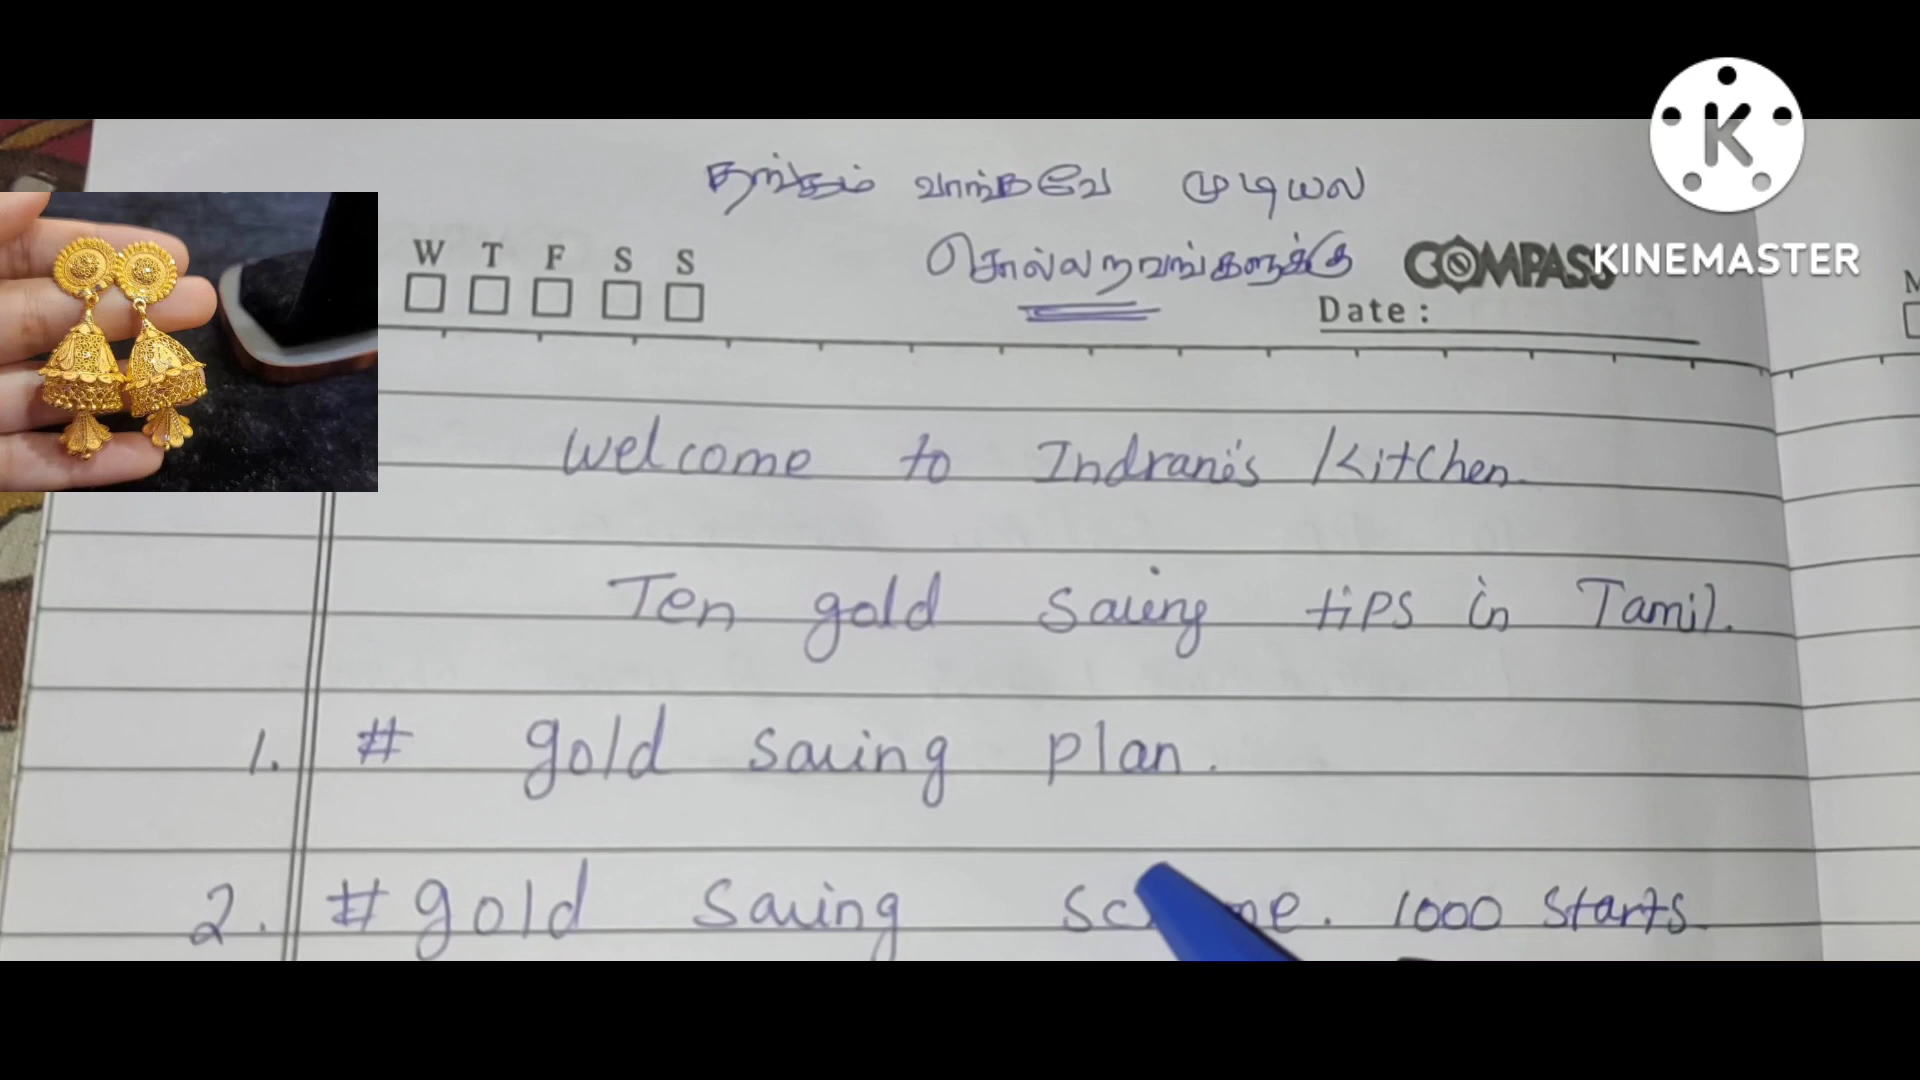 தங்கம் வாங்கவே முடியல
சொல்லறவங்களுக்கு
W T F S S
COMPASS
KINEMASTER
Date :
M
Welcome to Indrani's Kitchen
Ten gold saving tips in Tamil.
1. # gold saving plan.
2. # gold saving 1000 starts